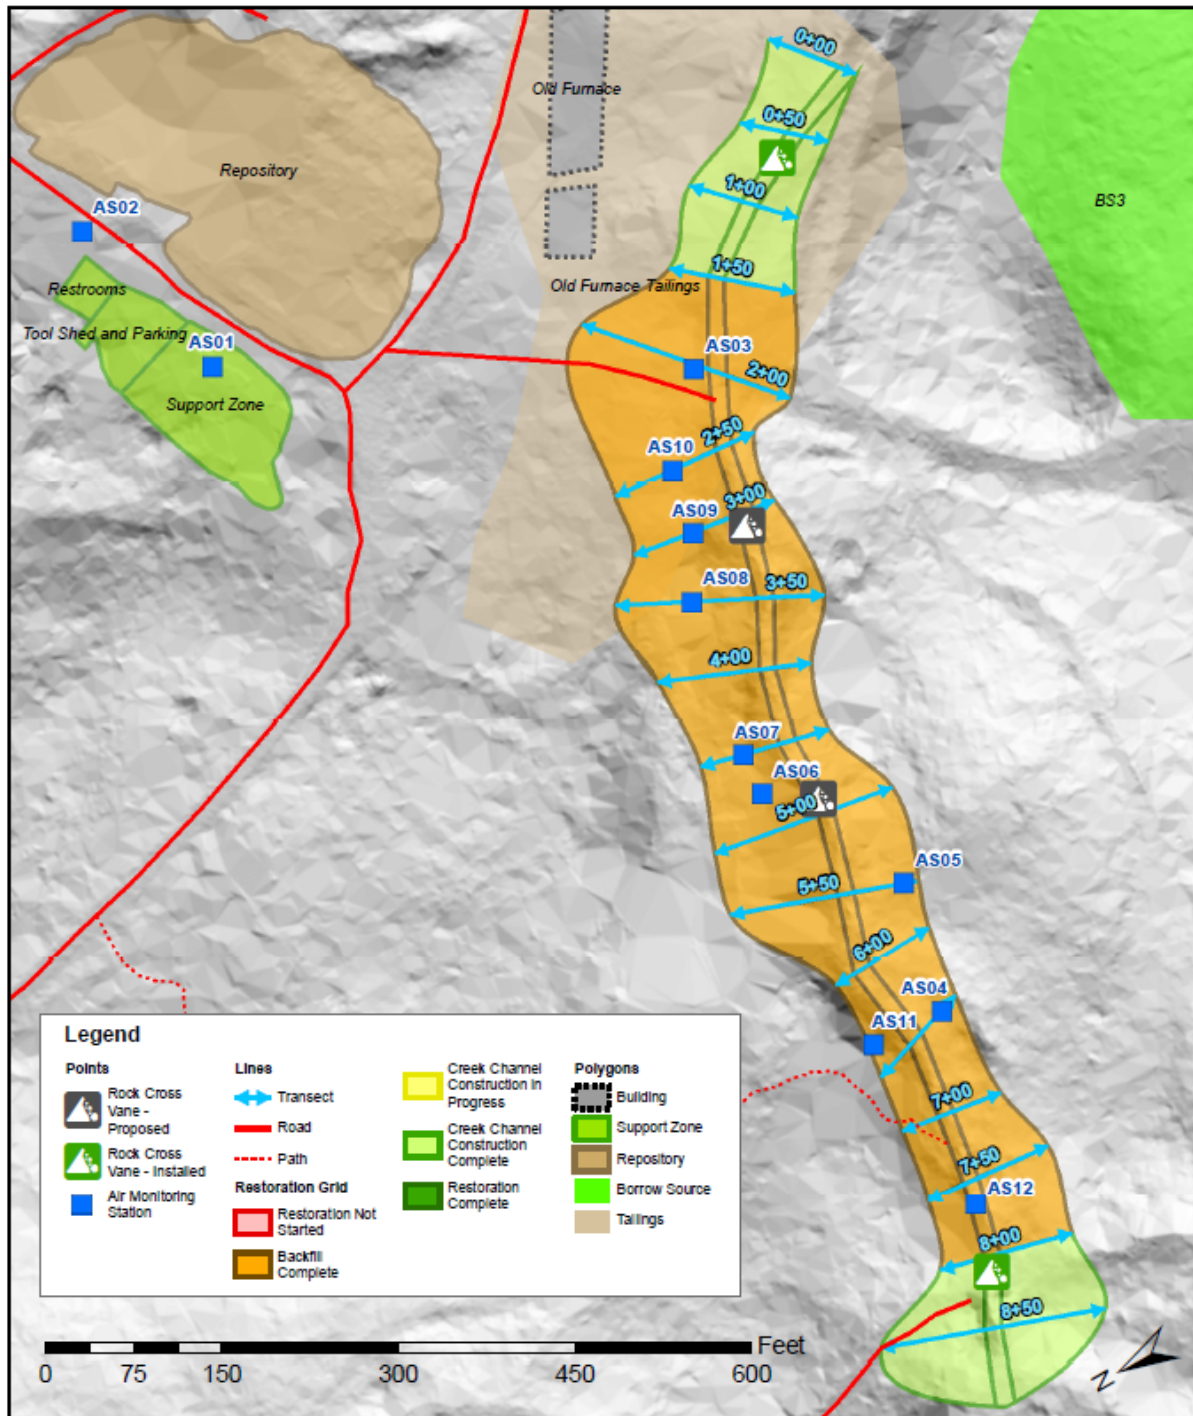 0+00
Old Furnace
0+50
Repository
1+00
BS3
AS02
1+50
Restrooms
Old Furnace Tailings
Tool Shed and Parking
AS01
AS03
2+00
Support Zone
2+50
AS10
3+00
AS09
AS08
3+50
4+00
AS07
AS06
5+00
AS05
5+50
6+00
AS04
AS11
7+00
7+50
AS12
8+00
8+50
Legend
Points
Rock Cross
Vane -
Proposed
Rock Cross
Vane - Installed
Air Monitoring
Station
Lines
Transect
Road
Path
Restoration Grid
Restoration Not
Started
Backfill
Complete
Creek Channel
Construction In
Progress
Creek Channel
Construction
Complete
Restoration
Complete
Polygons
Building
Support Zone
Repository
Borrow Source
Tailings
Feet
0 75 150 300 450 600
N